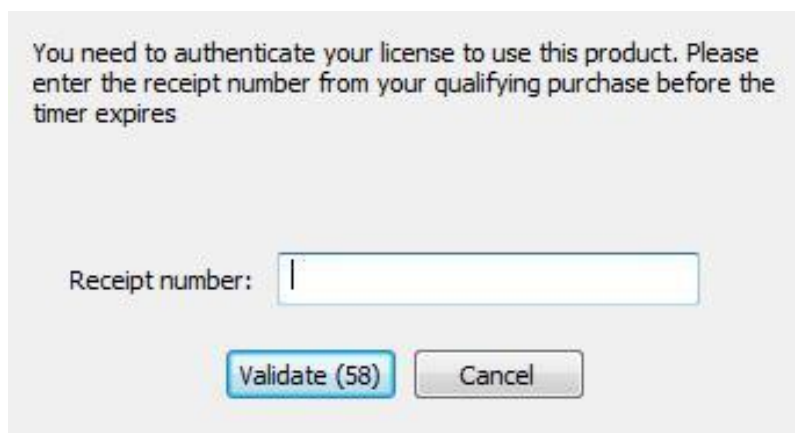 You need to authenticate your license to use this product. Please
enter the receipt number from your qualifying purchase before the
timer expires
Receipt number:
Validate (58)
Cancel